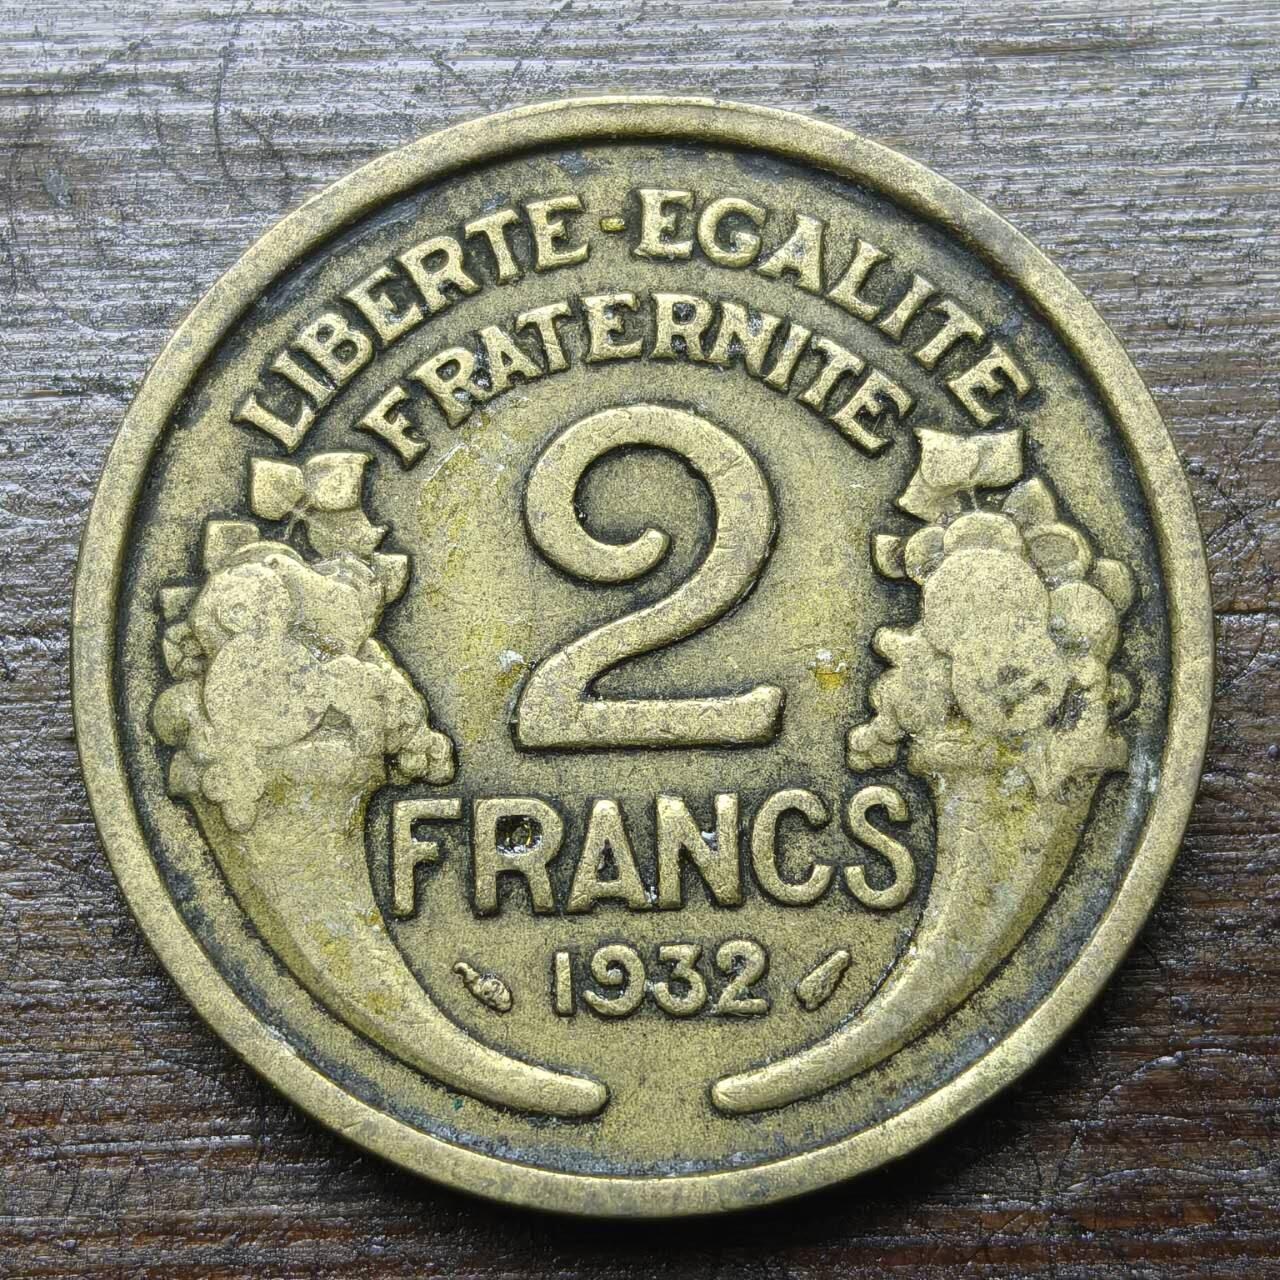 LIBERTE-EGALITE
FRATERNITE
2
FRANCS
1932